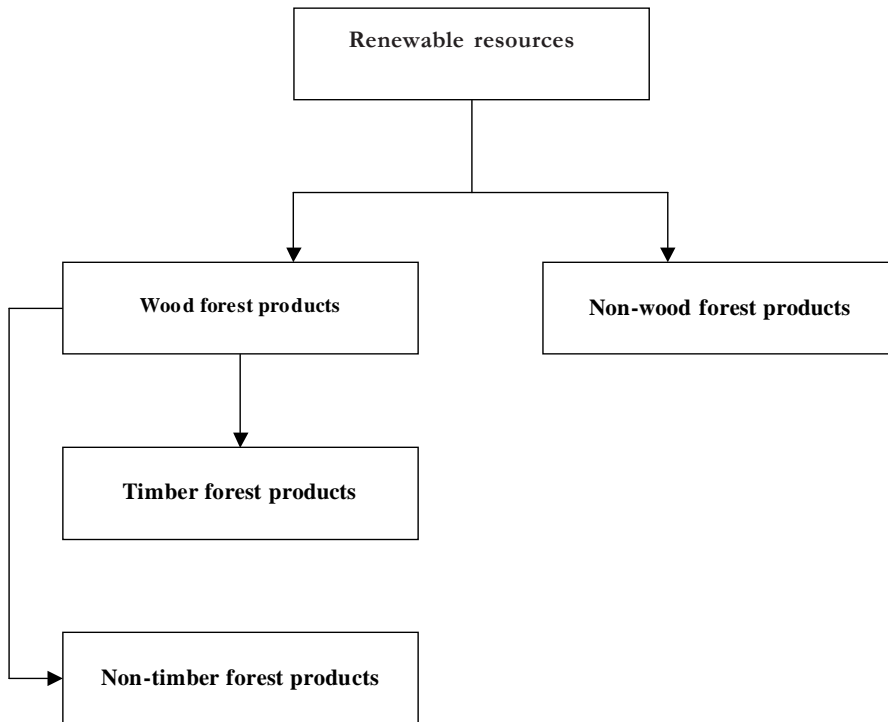 Renewable resources
Wood forest products
Non-wood forest products
Timber forest products
Non-timber forest products